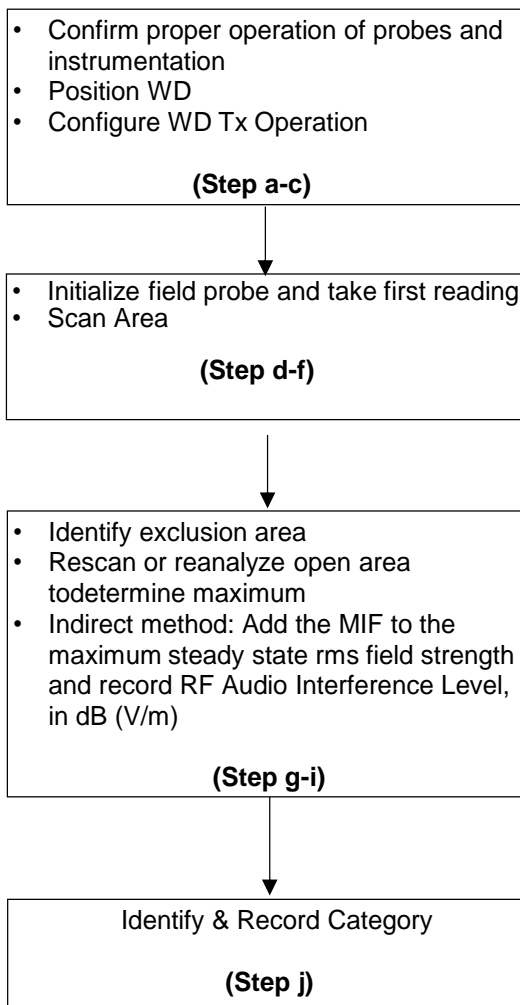 • Confirm proper operation of probes and
instrumentation
• Position WD
• Configure WD Tx Operation
(Step a-c)
• Initialize field probe and take first reading
• Scan Area
(Step d-f)
• Identify exclusion area
• Rescan or reanalyze open area
todetermine maximum
• Indirect method: Add the MIF to the
maximum steady state rms field strength
and record RF Audio Interference Level,
in dB (V/m)
(Step g-i)
Identify & Record Category
(Step j)